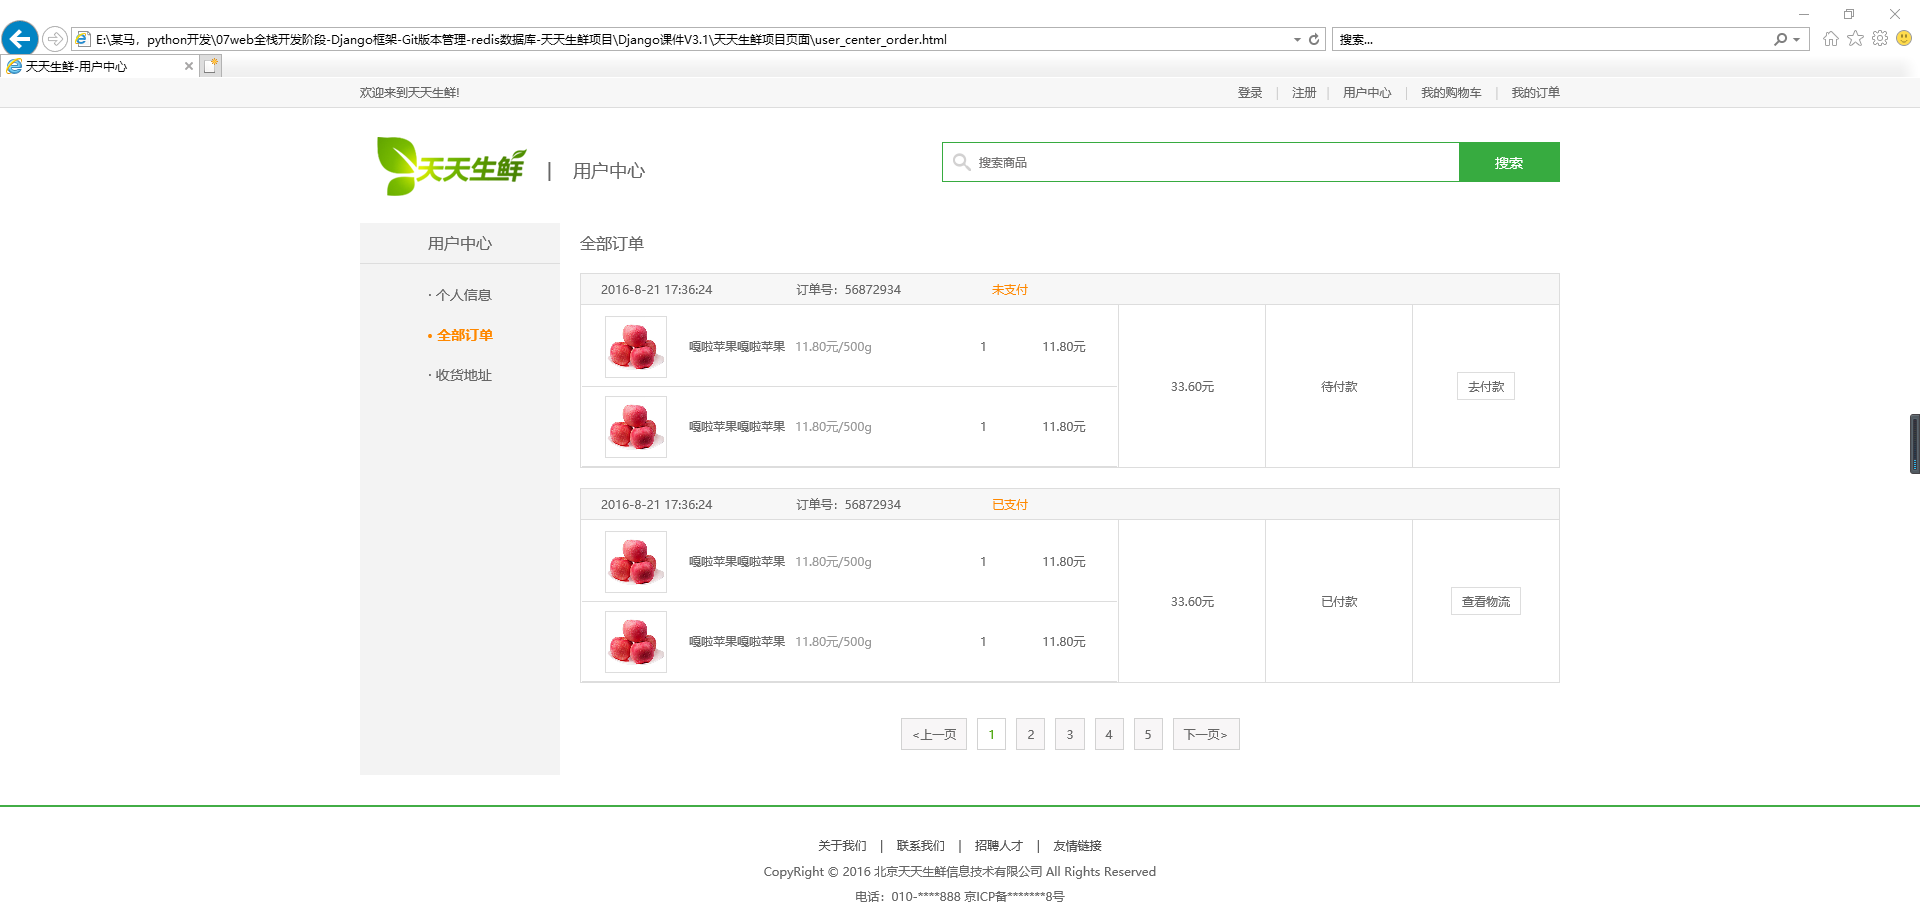 E:\某马，python开发\07web全栈开发阶段-Django框架-Git版本管理-redis数据库-天天生鲜项目\Django课件V3.1\天天生鲜项目页面\user_center_order.html
搜索...
天天生鲜-用户中心
欢迎来到天天生鲜!
登录 | 注册 | 用户中心 | 我的购物车 | 我的订单
天天生鲜 | 用户中心
搜索商品
搜索
用户中心
· 个人信息
· 全部订单
· 收货地址
全部订单
2016-8-21 17:36:24 订单号：56872934 未支付
嘎啦苹果嘎啦苹果 11.80元/500g 1 11.80元
33.60元 待付款 去付款
嘎啦苹果嘎啦苹果 11.80元/500g 1 11.80元
2016-8-21 17:36:24 订单号：56872934 已支付
嘎啦苹果嘎啦苹果 11.80元/500g 1 11.80元
33.60元 已付款 查看物流
嘎啦苹果嘎啦苹果 11.80元/500g 1 11.80元
<上一页 1 2 3 4 5 下一页>
关于我们 | 联系我们 | 招聘人才 | 友情链接
CopyRight © 2016 北京天天生鲜信息技术有限公司 All Rights Reserved
电话：010-****888 京ICP备*******8号